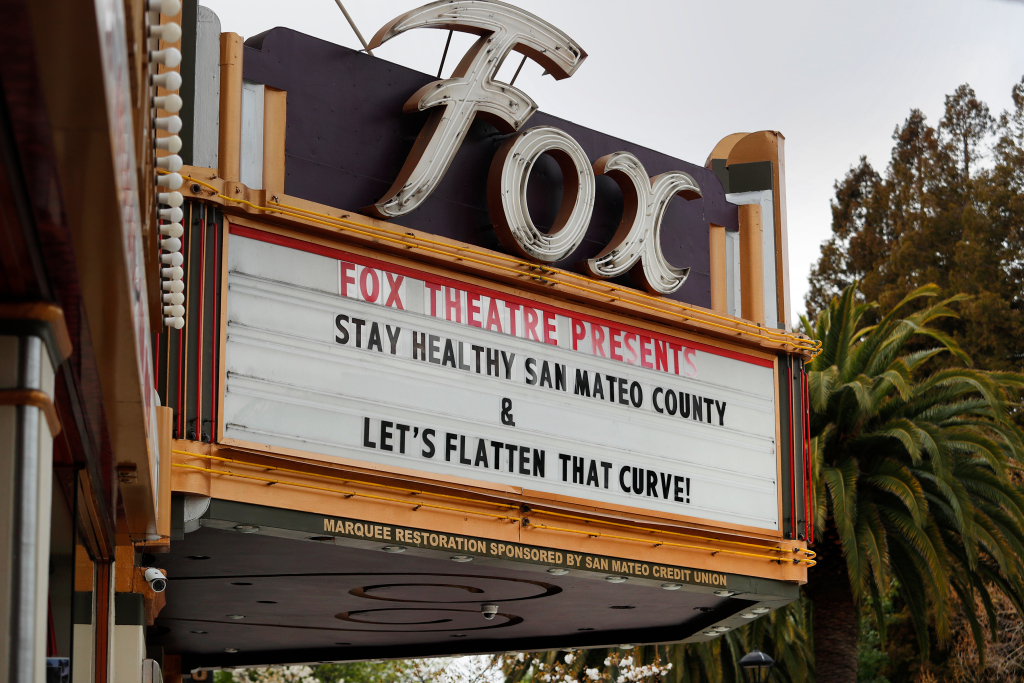 Fox
FOX THEATRE PRESENTS
STAY HEALTHY SAN MATEO COUNTY
&
LET'S FLATTEN THAT CURVE!
MARQUEE RESTORATION SPONSORED BY SAN MATEO CREDIT UNION